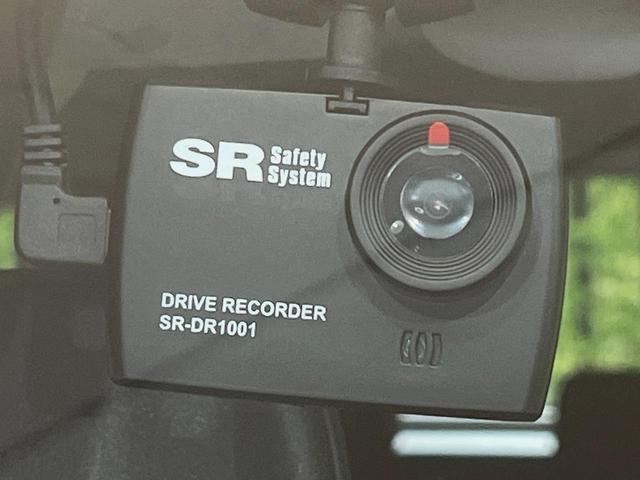 SR Safety
System
DRIVE RECORDER
SR-DR1001